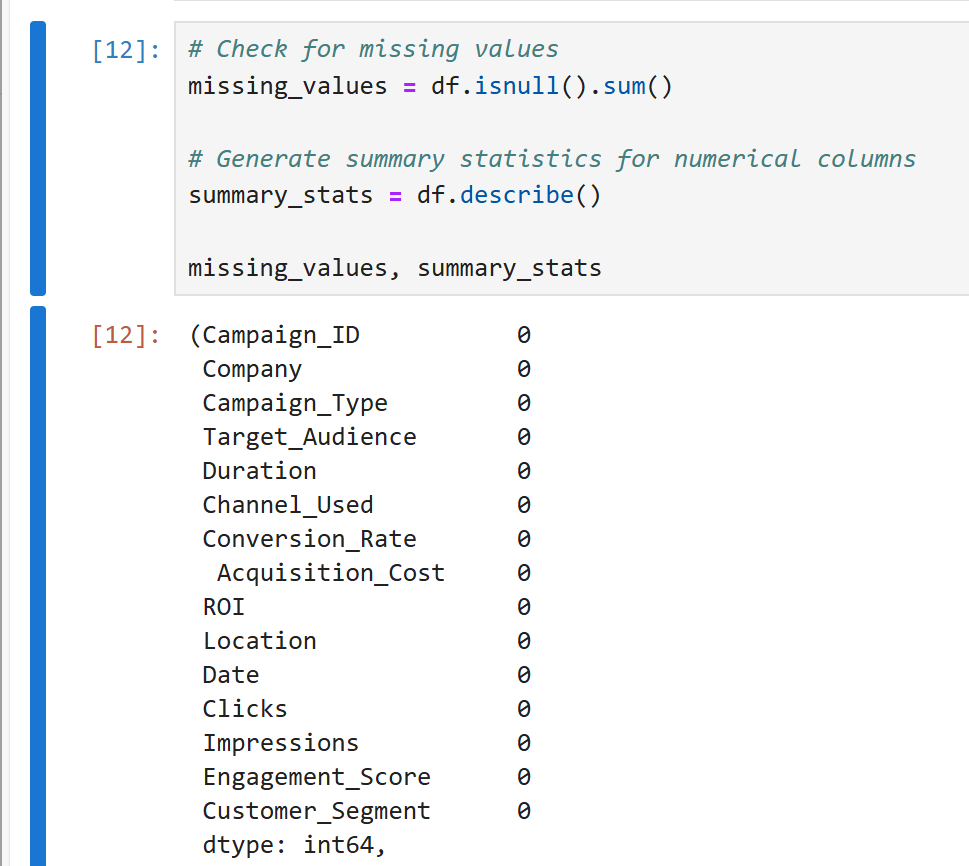 [12]: # Check for missing values
missing_values = df.isnull().sum()
# Generate summary statistics for numerical columns
summary_stats = df.describe()
missing_values, summary_stats
[12]: (Campaign_ID 0
Company 0
Campaign_Type 0
Target_Audience 0
Duration 0
Channel_Used 0
Conversion_Rate 0
Acquisition_Cost 0
ROI 0
Location 0
Date 0
Clicks 0
Impressions 0
Engagement_Score 0
Customer_Segment 0
dtype: int64,